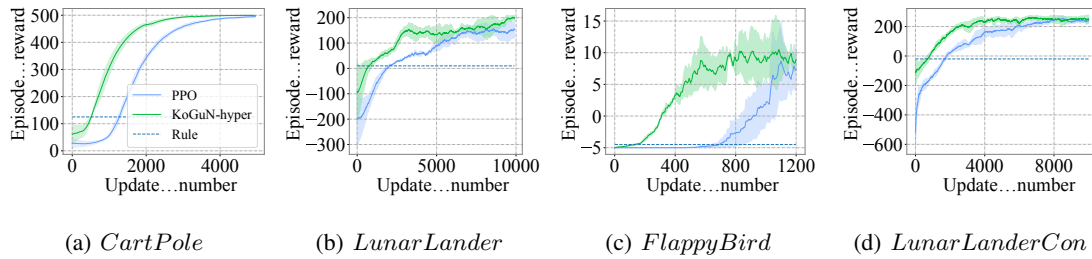 500
400
300
200
100
0
Episode…reward
PPO
KoGuN-hyper
Rule
0
2000
4000
Update…number
(a) CartPole
200
100
0
−100
−200
−300
Episode…reward
0
5000
10000
Update…number
(b) LunarLander
15
10
5
0
−5
Episode…reward
0
400
800
1200
Update…number
(c) FlappyBird
200
0
−200
−400
−600
Episode…reward
0
4000
8000
Update…number
(d) LunarLanderCon